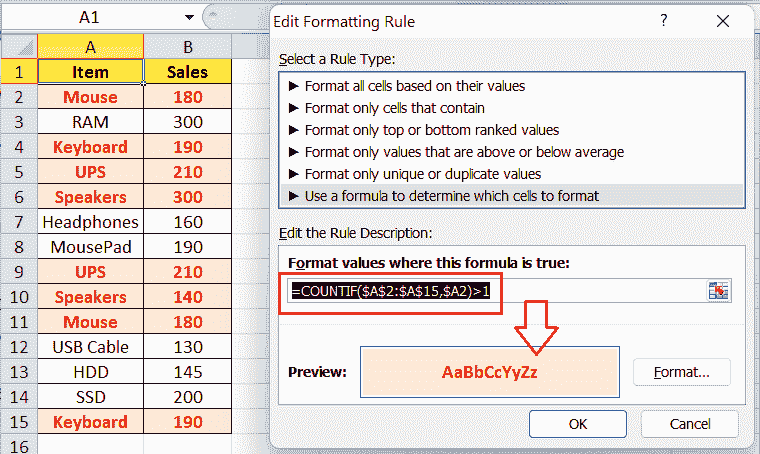 A1
Edit Formatting Rule
? ×
A B
1 Item Sales
2 Mouse 180
3 RAM 300
4 Keyboard 190
5 UPS 210
6 Speakers 300
7 Headphones 160
8 MousePad 190
9 UPS 210
10 Speakers 140
11 Mouse 180
12 USB Cable 130
13 HDD 145
14 SSD 200
15 Keyboard 190
16
Select a Rule Type:
► Format all cells based on their values
► Format only cells that contain
► Format only top or bottom ranked values
► Format only values that are above or below average
► Format only unique or duplicate values
► Use a formula to determine which cells to format
Edit the Rule Description:
Format values where this formula is true:
=COUNTIF($A$2:$A$15,$A2)>1
Preview: AaBbCcYyZz Format...
OK Cancel